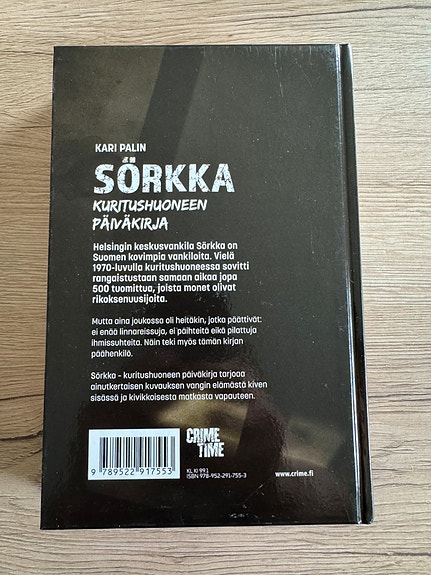 KARI PALIN
SÖRKKA
KURITUSHUONEEN
PÄIVÄKIRJA
Helsingin keskusvankila Sörkka on
Suomen kovimpia vankiloita. Vielä
1970-luvulla kuritushuoneessa sovitti
rangaistustaan samaan aikaa jopa
500 tuomittua, joista monet olivat
rikoksenuusijoita.
Mutta aina joukossa oli heitäkin, jotka päättivät:
ei enää linnareissuja, ei päihteitä eikä pilattuja
ihmissuhteita. Näin teki myös tämän kirjan
päähenkilö.
Sörkka – kuritushuoneen päiväkirja tarjoaa
ainutkertaisen kuvauksen vangin elämästä kiven
sisässä ja kivikkoisesta matkasta vapauteen.
CRIME
TIME
9 789522 917553
KL KI 99.1
ISBN 978-952-291-755-3
www.crime.fi